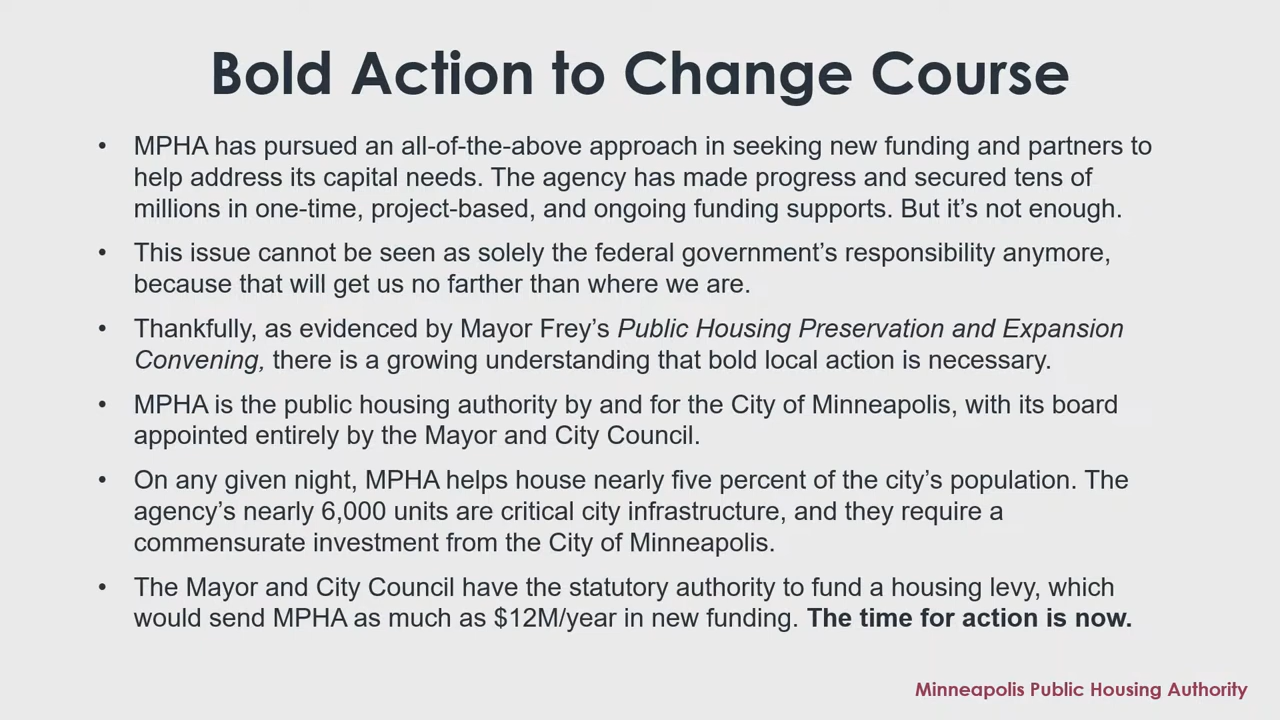 Bold Action to Change Course
• MPHA has pursued an all-of-the-above approach in seeking new funding and partners to
help address its capital needs. The agency has made progress and secured tens of
millions in one-time, project-based, and ongoing funding supports. But it’s not enough.
• This issue cannot be seen as solely the federal government’s responsibility anymore,
because that will get us no farther than where we are.
• Thankfully, as evidenced by Mayor Frey’s Public Housing Preservation and Expansion
Convening, there is a growing understanding that bold local action is necessary.
• MPHA is the public housing authority by and for the City of Minneapolis, with its board
appointed entirely by the Mayor and City Council.
• On any given night, MPHA helps house nearly five percent of the city’s population. The
agency’s nearly 6,000 units are critical city infrastructure, and they require a
commensurate investment from the City of Minneapolis.
• The Mayor and City Council have the statutory authority to fund a housing levy, which
would send MPHA as much as $12M/year in new funding. The time for action is now.
Minneapolis Public Housing Authority